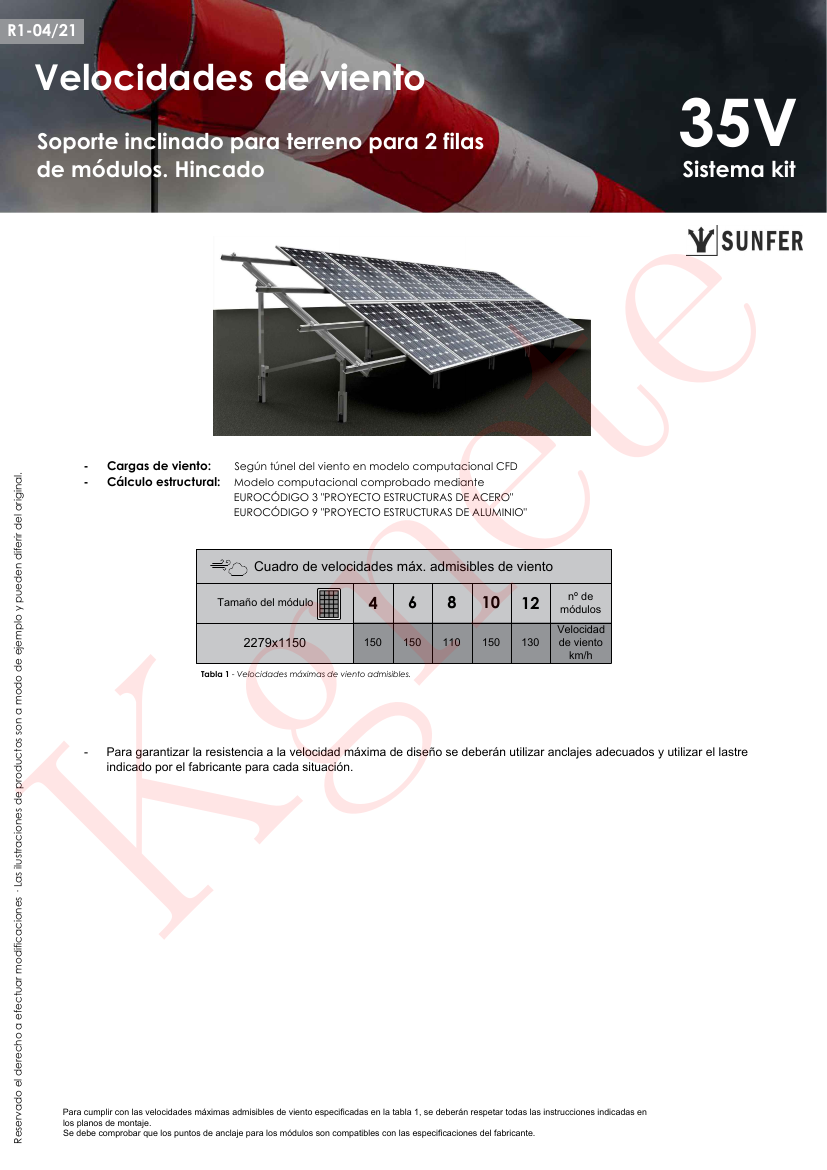 R1-04/21
Velocidades de viento
35V
Soporte inclinado para terreno para 2 filas
de módulos. Hincado
Sistema kit
SUNFER
- Cargas de viento: Según túnel del viento en modelo computacional CFD
- Cálculo estructural: Modelo computacional comprobado mediante
EUROCÓDIGO 3 "PROYECTO ESTRUCTURAS DE ACERO"
EUROCÓDIGO 9 "PROYECTO ESTRUCTURAS DE ALUMINIO"
Cuadro de velocidades máx. admisibles de viento
Tamaño del módulo 4 6 8 10 12 nº de
módulos
2279x1150 150 150 110 150 130 Velocidad
de viento
km/h
Tabla 1 - Velocidades máximas de viento admisibles.
- Para garantizar la resistencia a la velocidad máxima de diseño se deberán utilizar anclajes adecuados y utilizar el lastre
indicado por el fabricante para cada situación.
Kgnete
Reservado el derecho a efectuar modificaciones - Las ilustraciones de productos son a modo de ejemplo y pueden diferir del original.
Para cumplir con las velocidades máximas admisibles de viento especificadas en la tabla 1, se deberán respetar todas las instrucciones indicadas en
los planos de montaje.
Se debe comprobar que los puntos de anclaje para los módulos son compatibles con las especificaciones del fabricante.